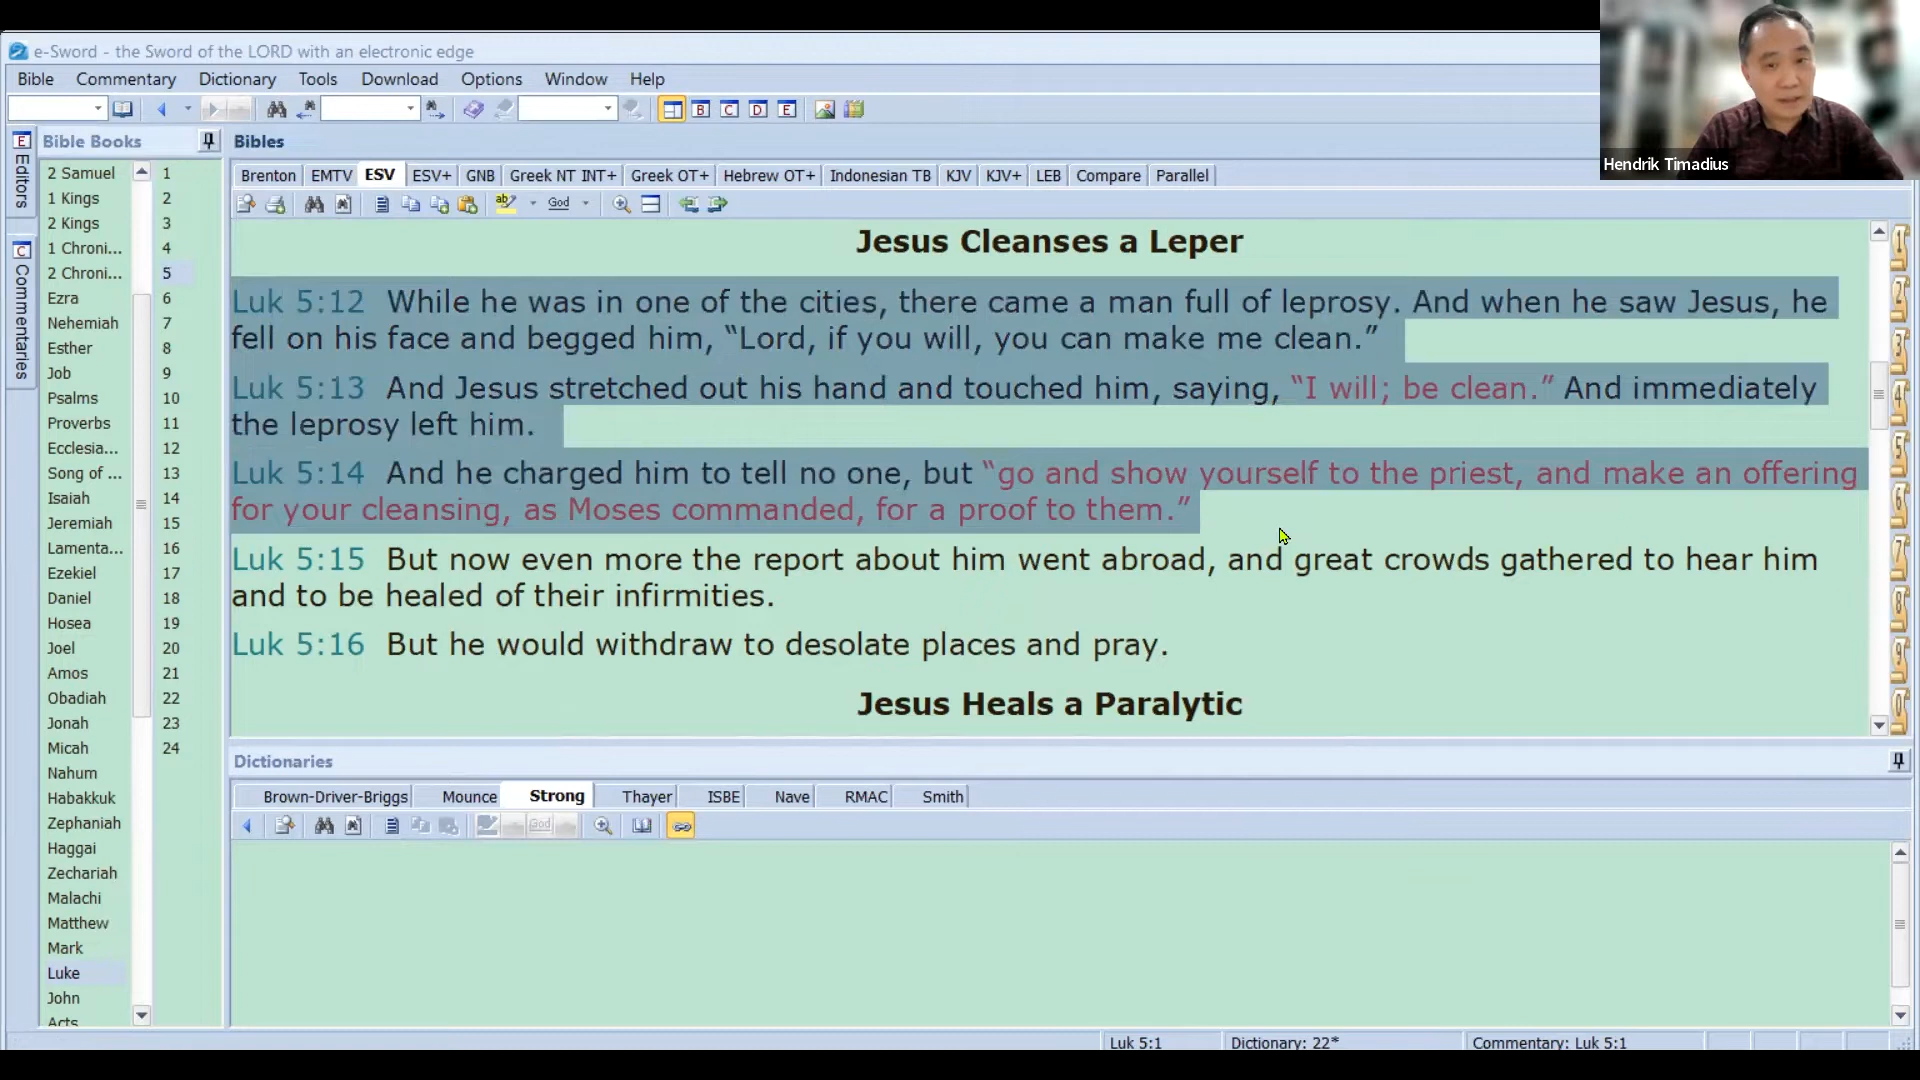 e-Sword - the Sword of the LORD with an electronic edge
Bible Commentary Dictionary Tools Download Options Window Help
B C D E
E Editors
C Commentaries
Bible Books
2 Samuel
1 Kings
2 Kings
1 Chroni...
2 Chroni...
Ezra
Nehemiah
Esther
Job
Psalms
Proverbs
Ecclesia...
Song of ...
Isaiah
Jeremiah
Lamenta...
Ezekiel
Daniel
Hosea
Joel
Amos
Obadiah
Jonah
Micah
Nahum
Habakkuk
Zephaniah
Haggai
Zechariah
Malachi
Matthew
Mark
Luke
John
Acts
1
2
3
4
5
6
7
8
9
10
11
12
13
14
15
16
17
18
19
20
21
22
23
24
Bibles
Brenton EMTV ESV ESV+ GNB Greek NT INT+ Greek OT+ Hebrew OT+ Indonesian TB KJV KJV+ LEB Compare Parallel
ab God
Jesus Cleanses a Leper
Luk 5:12 While he was in one of the cities, there came a man full of leprosy. And when he saw Jesus, he
fell on his face and begged him, “Lord, if you will, you can make me clean.”
Luk 5:13 And Jesus stretched out his hand and touched him, saying, “I will; be clean.” And immediately
the leprosy left him.
Luk 5:14 And he charged him to tell no one, but “go and show yourself to the priest, and make an offering
for your cleansing, as Moses commanded, for a proof to them.”
Luk 5:15 But now even more the report about him went abroad, and great crowds gathered to hear him
and to be healed of their infirmities.
Luk 5:16 But he would withdraw to desolate places and pray.
Jesus Heals a Paralytic
1
2
3
4
5
6
7
8
9
0
Dictionaries
Brown-Driver-Briggs Mounce Strong Thayer ISBE Nave RMAC Smith
God
Luk 5:1 Dictionary: 22* Commentary: Luk 5:1
Hendrik Timadius